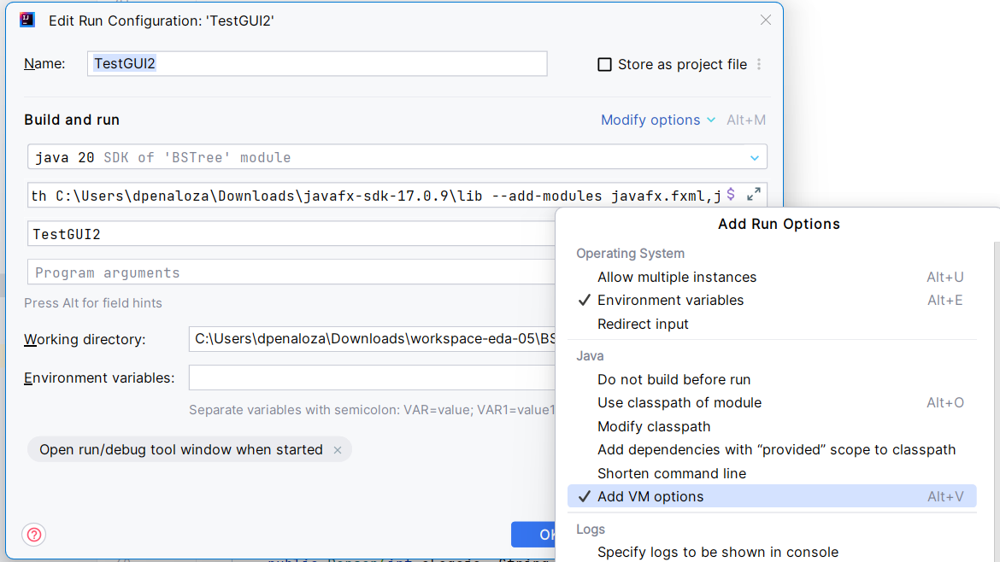 Edit Run Configuration: 'TestGUI2'
Name: TestGUI2 Store as project file
Build and run Modify options Alt+M
java 20 SDK of 'BSTree' module
th C:\Users\dpenaloza\Downloads\javafx-sdk-17.0.9\lib --add-modules javafx.fxml,j $
TestGUI2
Program arguments
Press Alt for field hints
Working directory: C:\Users\dpenaloza\Downloads\workspace-eda-05\BS
Environment variables:
Separate variables with semicolon: VAR=value; VAR1=value1
Open run/debug tool window when started ×
?
OK
Add Run Options
Operating System
Allow multiple instances Alt+U
Environment variables Alt+E
Redirect input
Java
Do not build before run
Use classpath of module Alt+O
Modify classpath
Add dependencies with “provided” scope to classpath
Shorten command line
Add VM options Alt+V
Logs
Specify logs to be shown in console